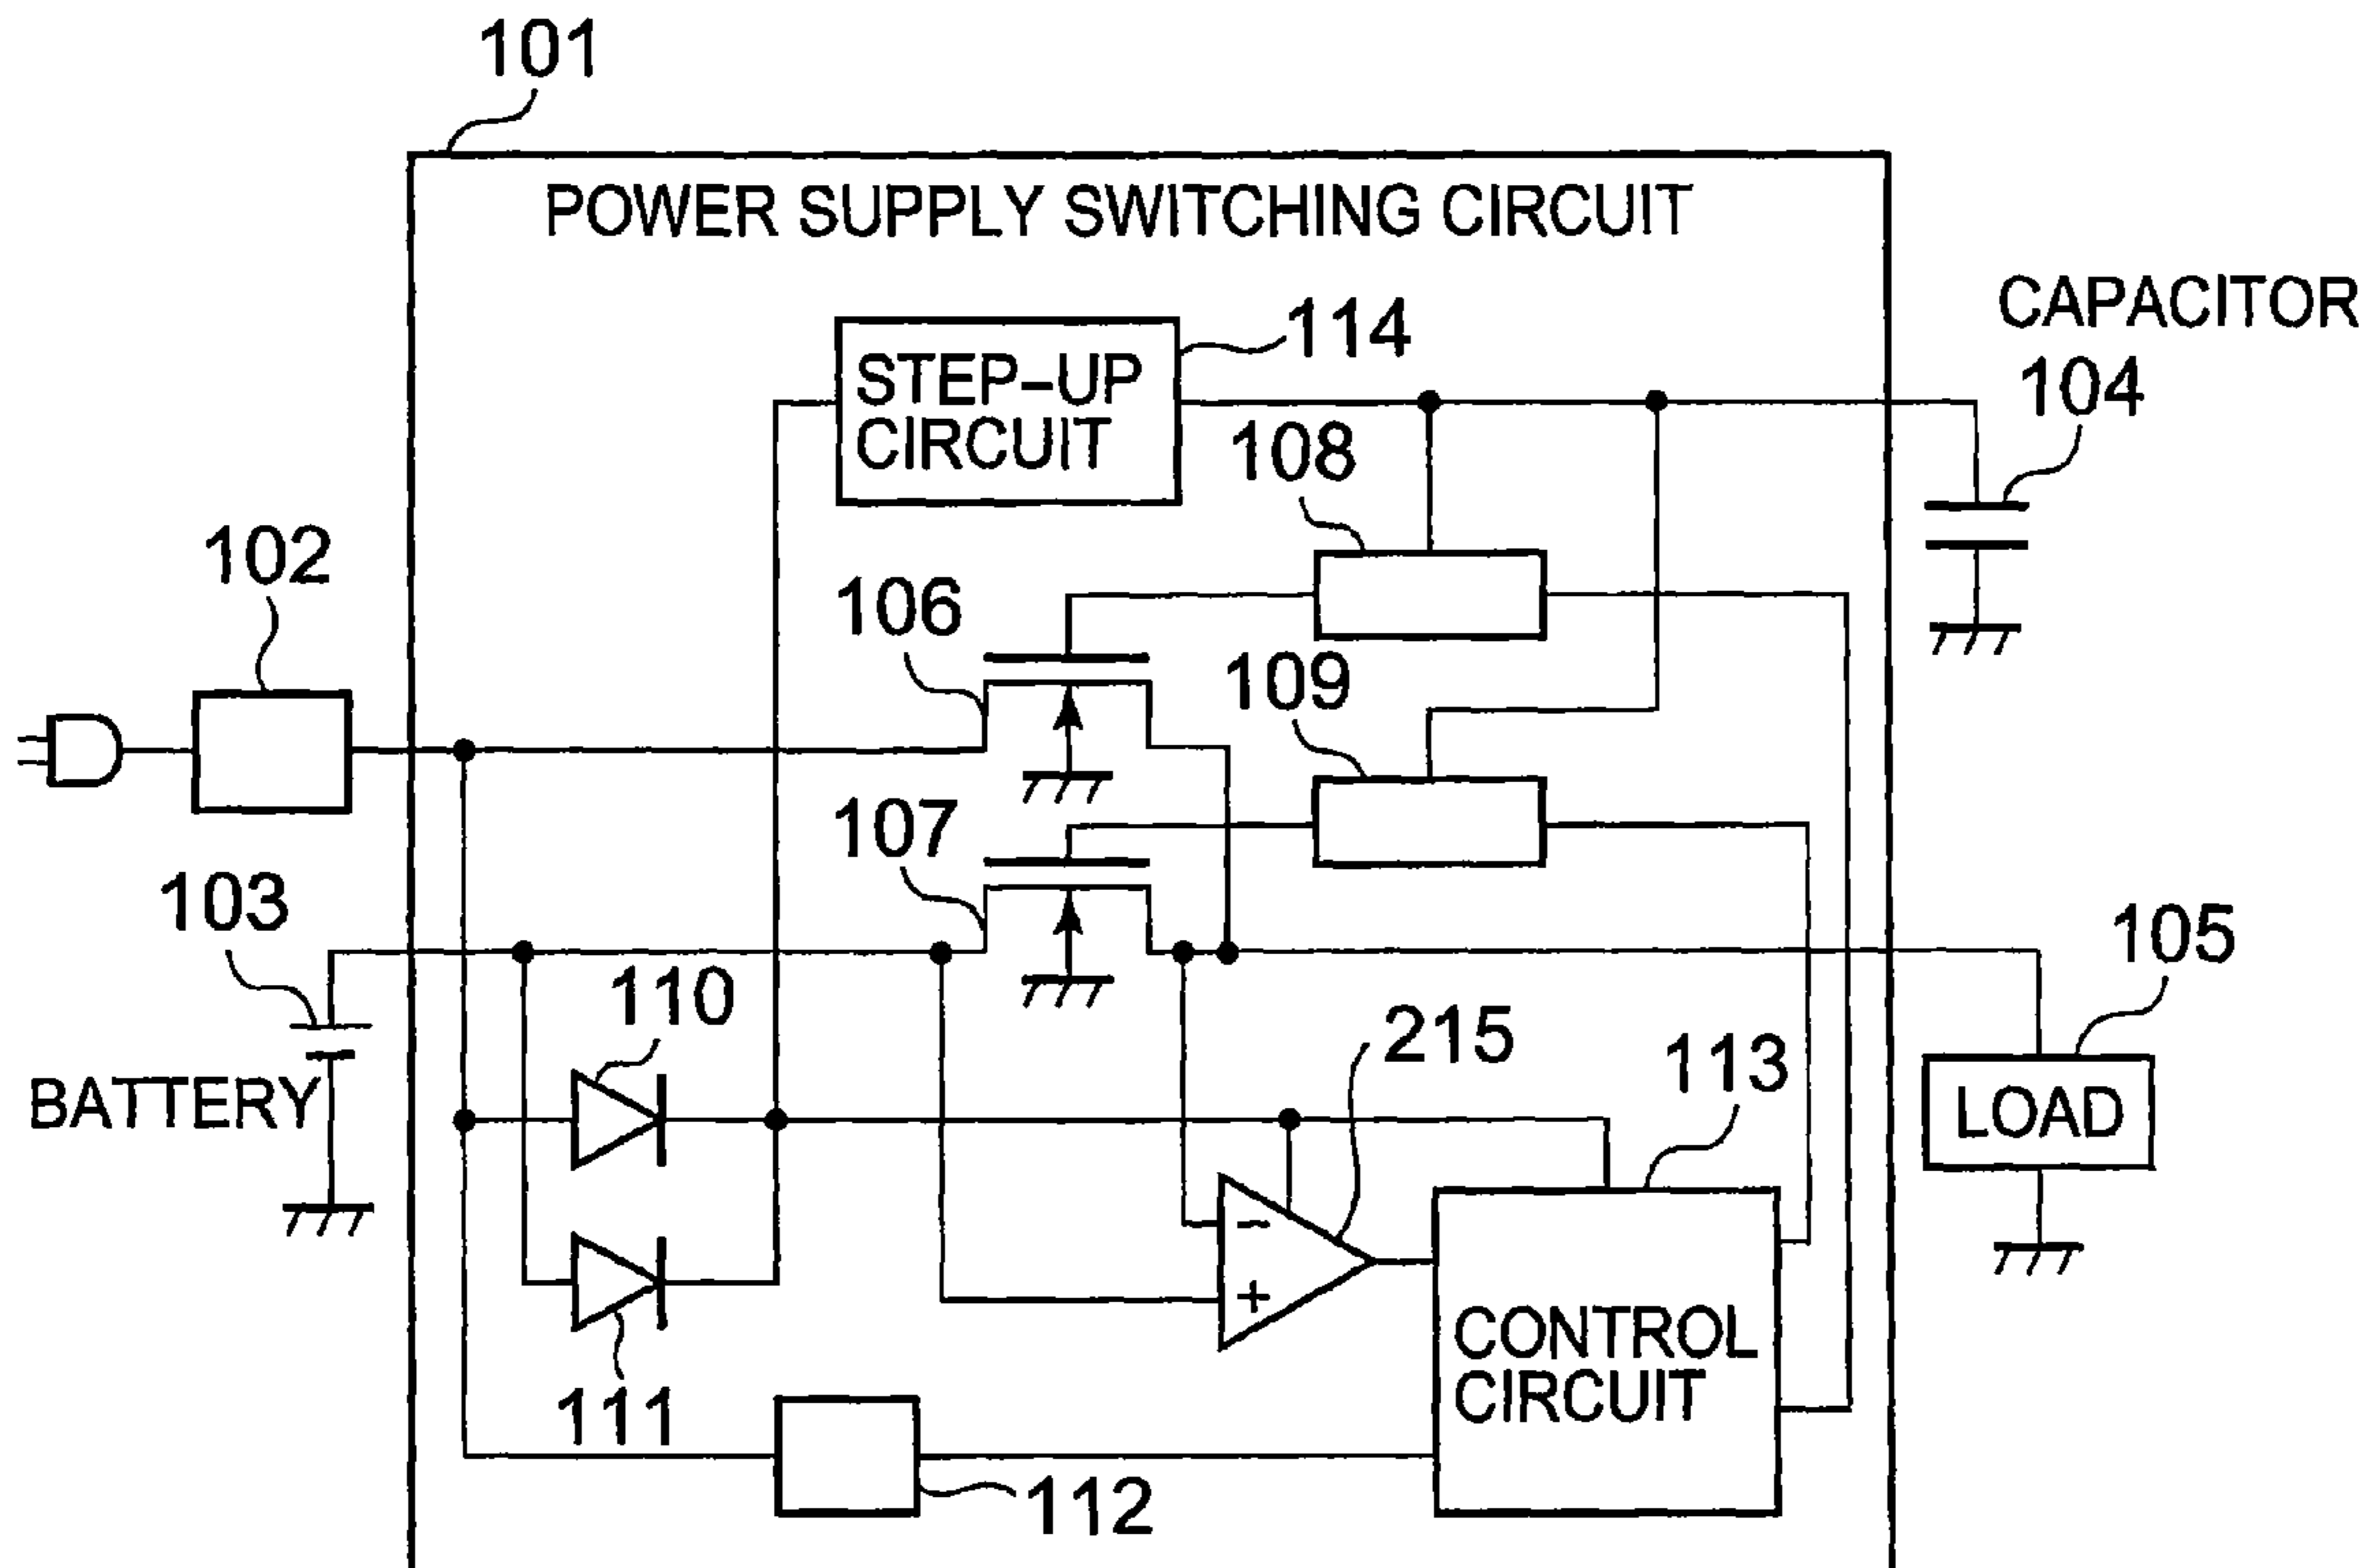 101
POWER SUPPLY SWITCHING CIRCUIT
CAPACITOR
104
114
STEP-UP
CIRCUIT
108
102
106
109
107
103
110
105
215
113
BATTERY
LOAD
−
+
CONTROL
CIRCUIT
111
112